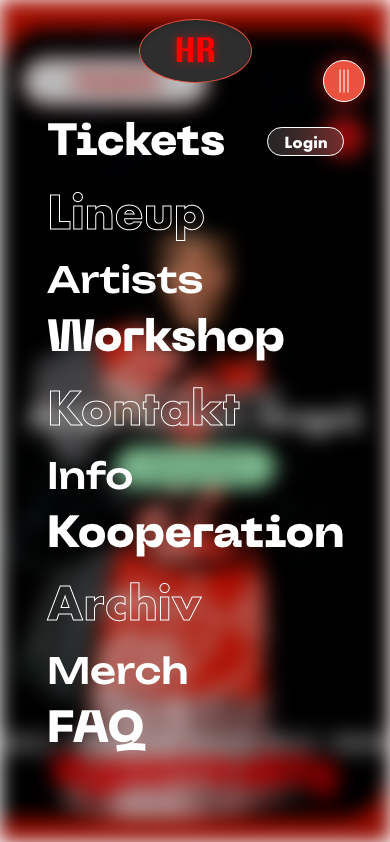 HR
Tickets
Login
Lineup
Artists
Workshop
Kontakt
Info
Kooperation
Archiv
Merch
FAQ